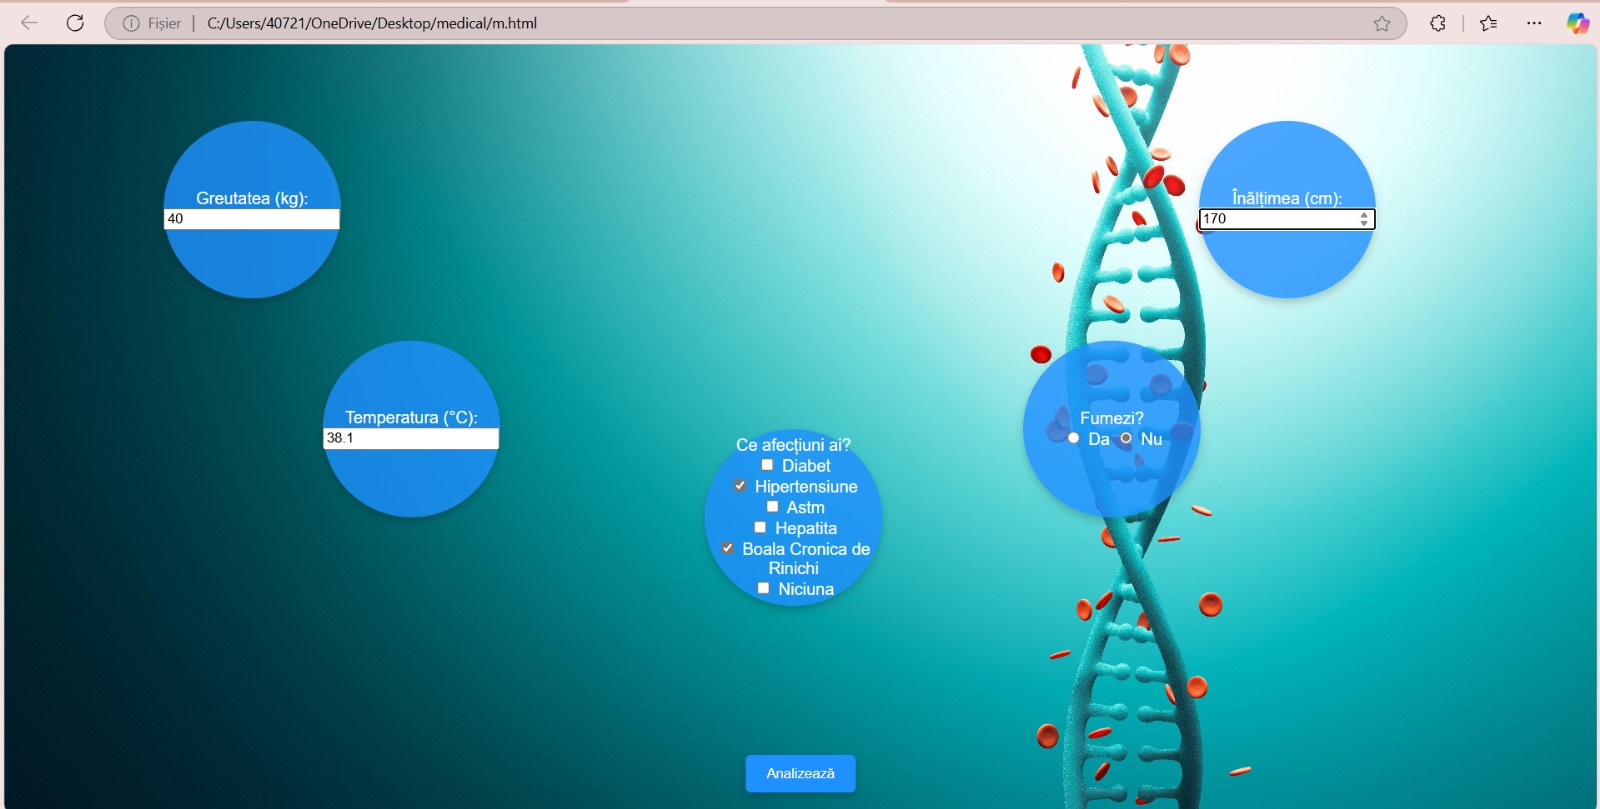 Fișier | C:/Users/40721/OneDrive/Desktop/medical/m.html
Greutatea (kg):
40
Înălțimea (cm):
170
Temperatura (°C):
38.1
Fumezi?
Da Nu
Ce afecțiuni ai?
Diabet
Hipertensiune
Astm
Hepatita
Boala Cronica de
Rinichi
Niciuna
Analizează